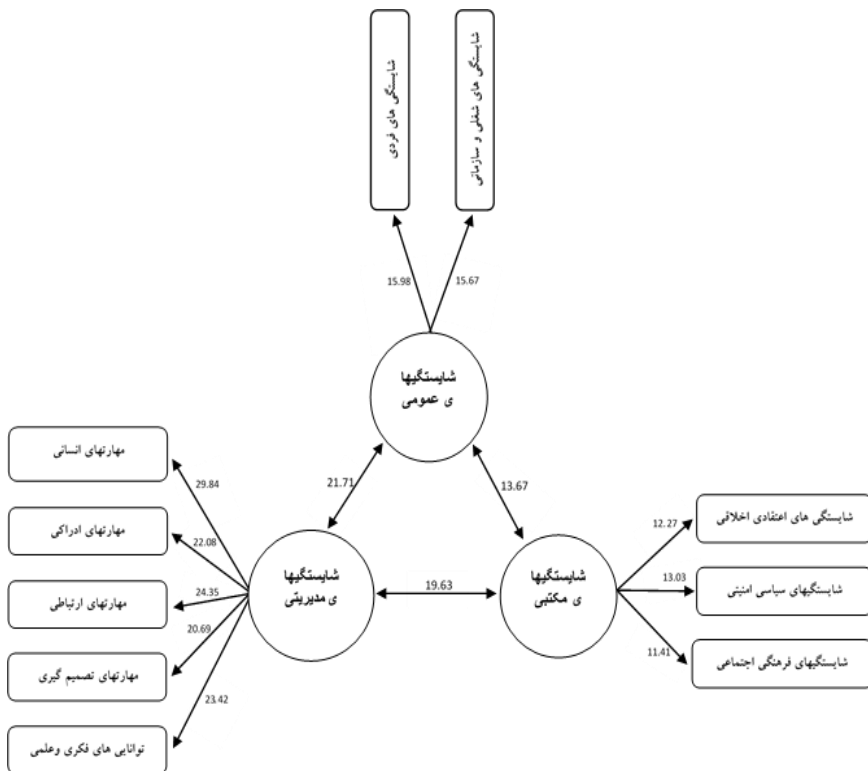 شایستگی های فردی
شایستگی های شغلی و سازمانی
15.98
15.67
شایستگیها
ی عمومی
21.71
13.67
مهارتهای انسانی
مهارتهای ادراکی
مهارتهای ارتباطی
مهارتهای تصمیم گیری
توانایی های فکری وعلمی
29.84
22.08
24.35
20.69
23.42
شایستگیها
ی مدیریتی
19.63
شایستگیها
ی مکتبی
12.27
13.03
11.41
شایستگی های اعتقادی اخلاقی
شایستگیهای سیاسی امنیتی
شایستگیهای فرهنگی اجتماعی